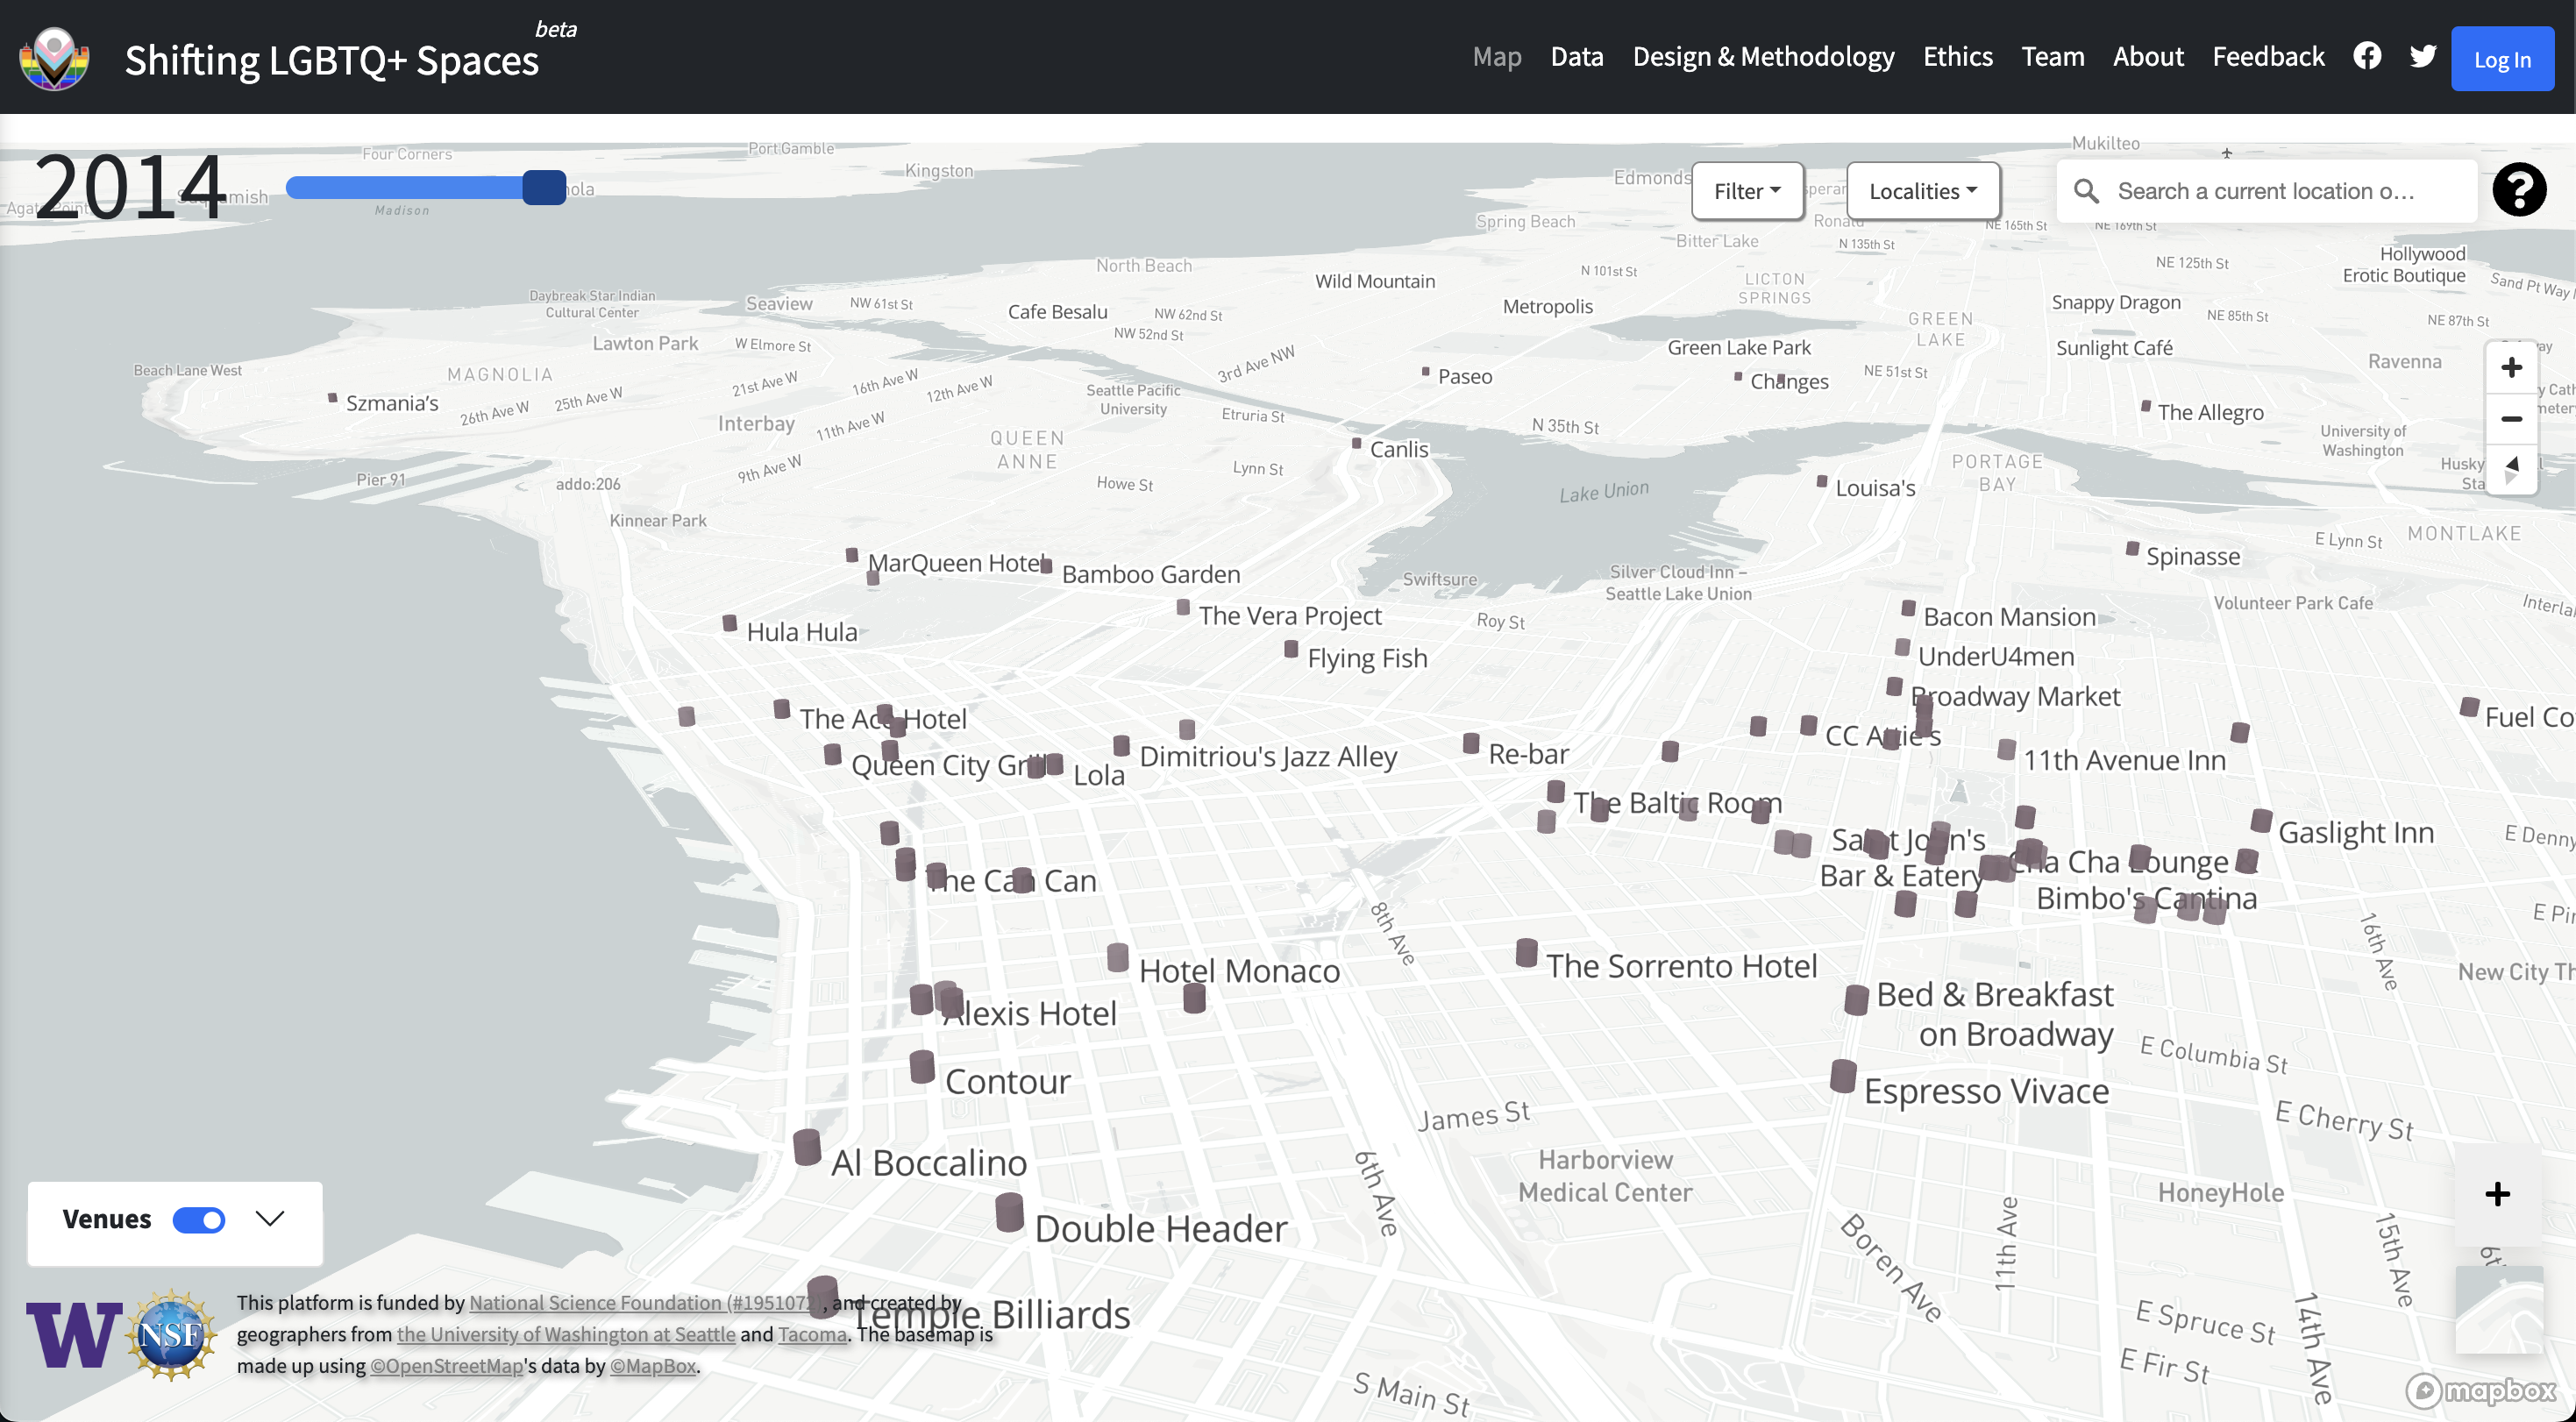 Shifting LGBTQ+ Spaces
beta
Map
Data
Design & Methodology
Ethics
Team
About
Feedback
Log In
2014
Four Corners
Port Gamble
Kingston
Madison
Edmonds
Mukilteo
Filter
Localities
Search a current location o…
Spring Beach
Bitter Lake
N 135th St
NE 165th St
NE 169th St
Hollywood
Erotic Boutique
Sand Pt Way
North Beach
Wild Mountain
N 101st St
LICTON
SPRINGS
NE 125th St
Daybreak Star Indian
Cultural Center
Seaview
NW 61st St
Cafe Besalu
NW 62nd St
NW 52nd St
Metropolis
GREEN
LAKE
Snappy Dragon
NE 85th St
NE 87th St
Lawton Park
W Elmore St
3rd Ave NW
Green Lake Park
Sunlight Café
Ravenna
Beach Lane West
MAGNOLIA
21st Ave W
16th Ave W
12th Ave W
Seattle Pacific
University
Paseo
Changes
NE 51st St
Szmania's
26th Ave W
25th Ave W
Interbay
11th Ave W
Etruria St
N 35th St
The Allegro
University of
Washington
QUEEN
ANNE
9th Ave W
Lynn St
Canlis
PORTAGE
BAY
Husky
Pier 91
addo:206
Howe St
Lake Union
Louisa's
Kinnear Park
MONTLAKE
E Lynn St
MarQueen Hotel
Bamboo Garden
Swiftsure
Silver Cloud Inn –
Seattle Lake Union
Spinasse
Volunteer Park Cafe
Hula Hula
The Vera Project
Roy St
Bacon Mansion
Flying Fish
UnderU4men
Broadway Market
The Ace Hotel
CC Attie's
Fuel Co
Queen City Grill
Lola
Dimitriou's Jazz Alley
Re-bar
11th Avenue Inn
The Baltic Room
Saint John's
Bar & Eatery
Cha Cha Lounge
Bimbo's Cantina
Gaslight Inn
E Denny
The Can Can
8th Ave
E Pi
16th Ave
Hotel Monaco
The Sorrento Hotel
New City Th
Alexis Hotel
Bed & Breakfast
on Broadway
Contour
E Columbia St
Espresso Vivace
James St
E Cherry St
Al Boccalino
6th Ave
Harborview
Medical Center
HoneyHole
Double Header
Boren Ave
11th Ave
15th Ave
Venues
Temple Billiards
E Spruce St
14th Ave
E Fir St
S Main St
W
NSF
This platform is funded by National Science Foundation (#1951072), and created by
geographers from the University of Washington at Seattle and Tacoma. The basemap is
made up using ©OpenStreetMap's data by ©MapBox.
mapbox